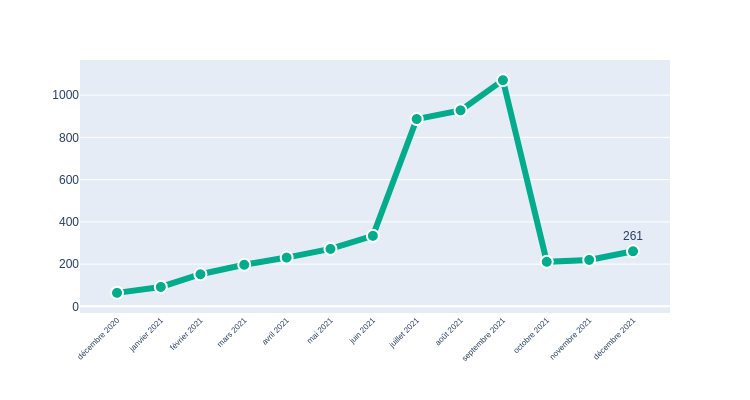 1000
800
600
400
200
0
261
décembre 2020
janvier 2021
février 2021
mars 2021
avril 2021
mai 2021
juin 2021
juillet 2021
août 2021
septembre 2021
octobre 2021
novembre 2021
décembre 2021